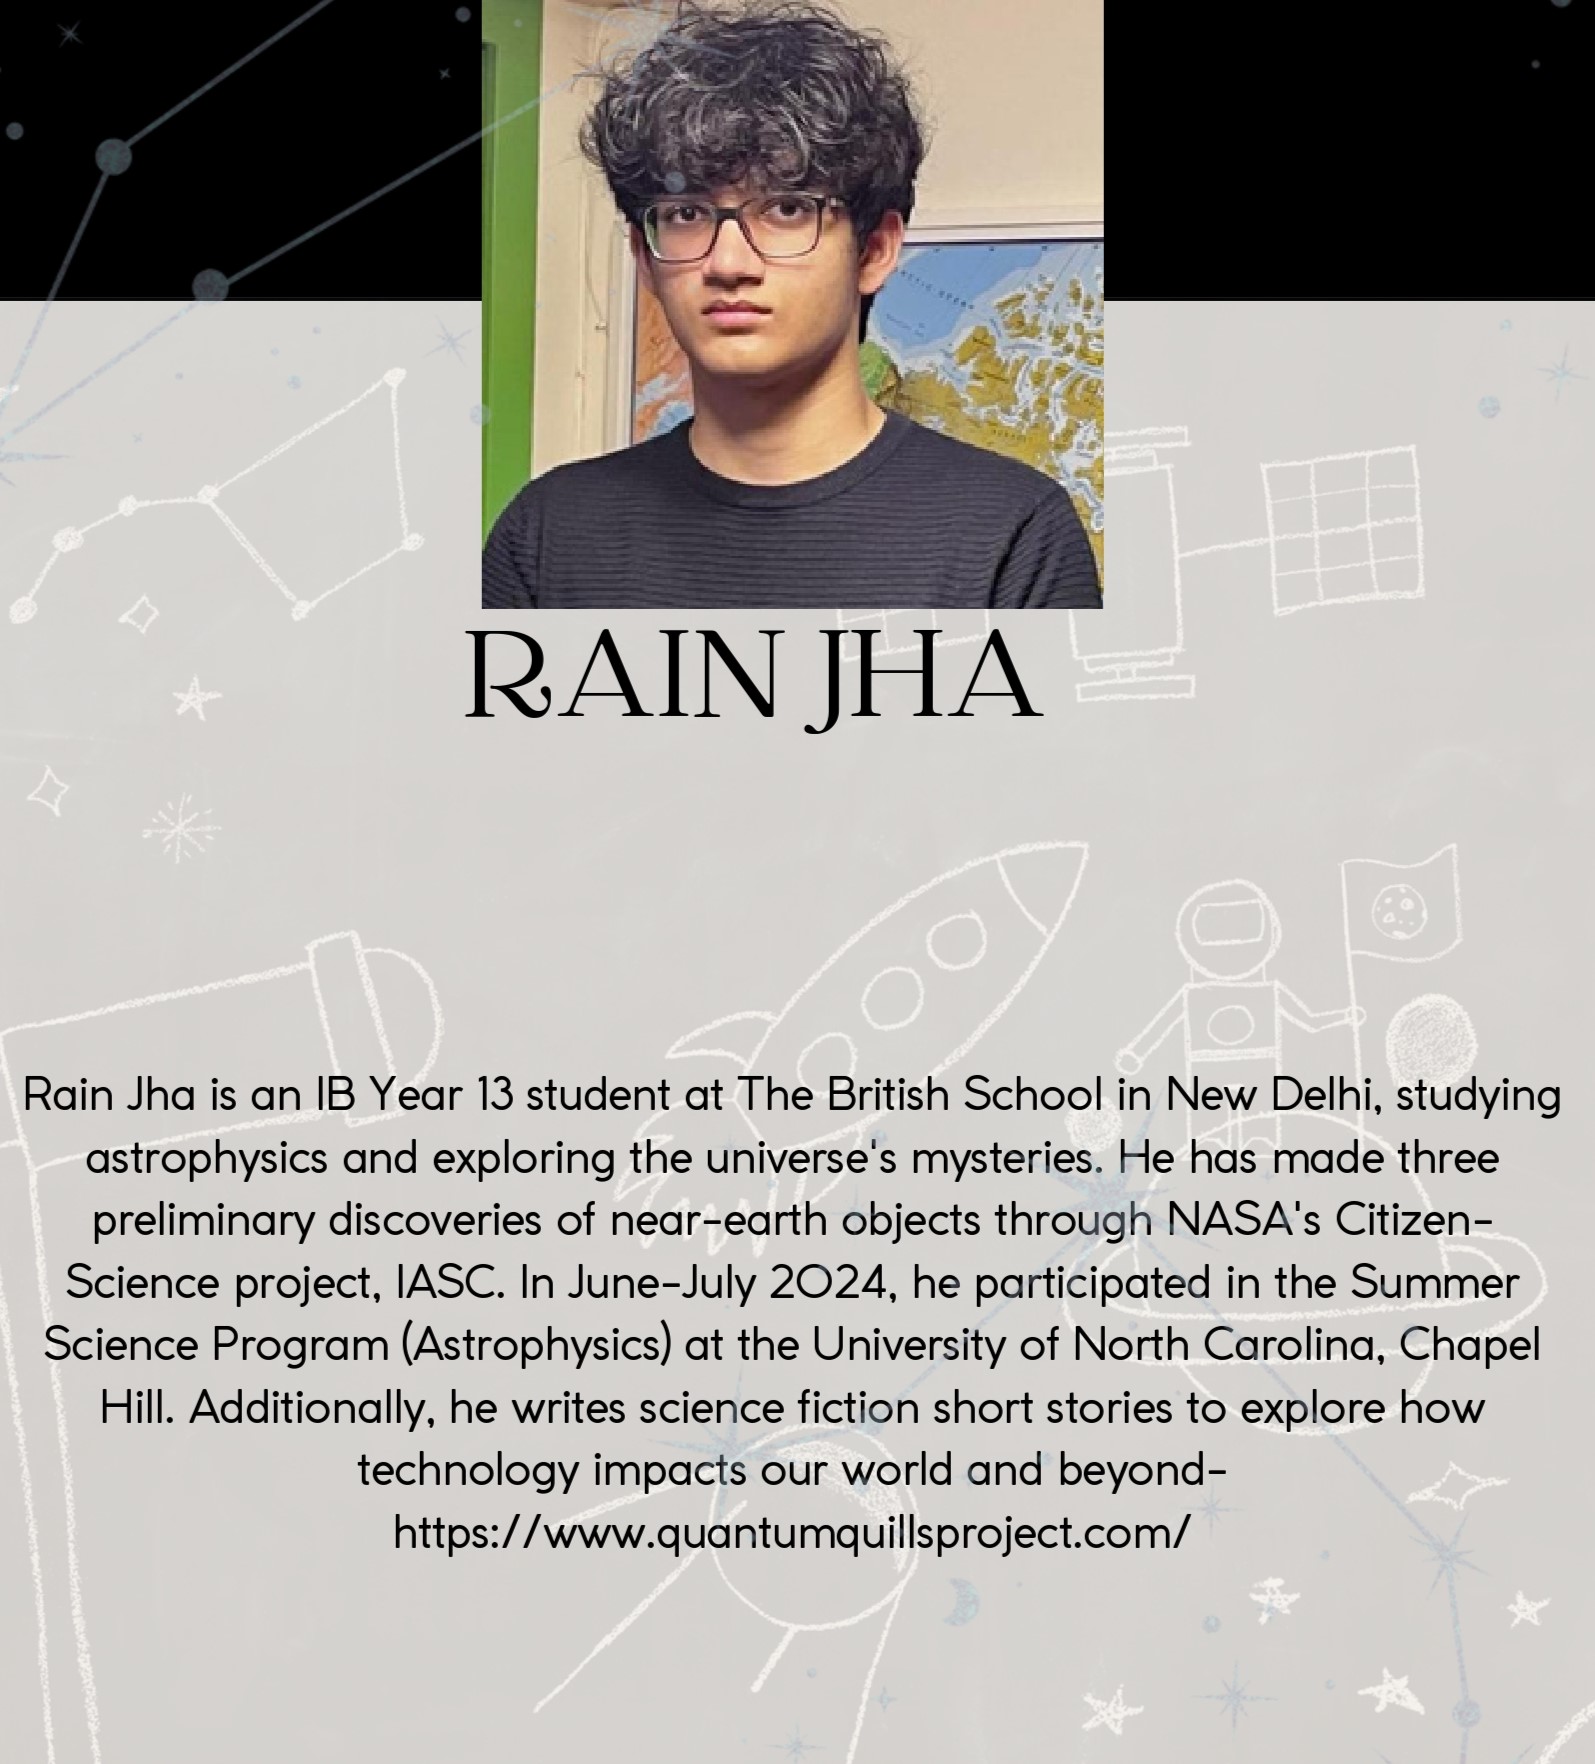 RAIN JHA
Rain Jha is an IB Year 13 student at The British School in New Delhi, studying
astrophysics and exploring the universe's mysteries. He has made three
preliminary discoveries of near-earth objects through NASA's Citizen-
Science project, IASC. In June-July 2024, he participated in the Summer
Science Program (Astrophysics) at the University of North Carolina, Chapel
Hill. Additionally, he writes science fiction short stories to explore how
technology impacts our world and beyond-
https://www.quantumquillsproject.com/